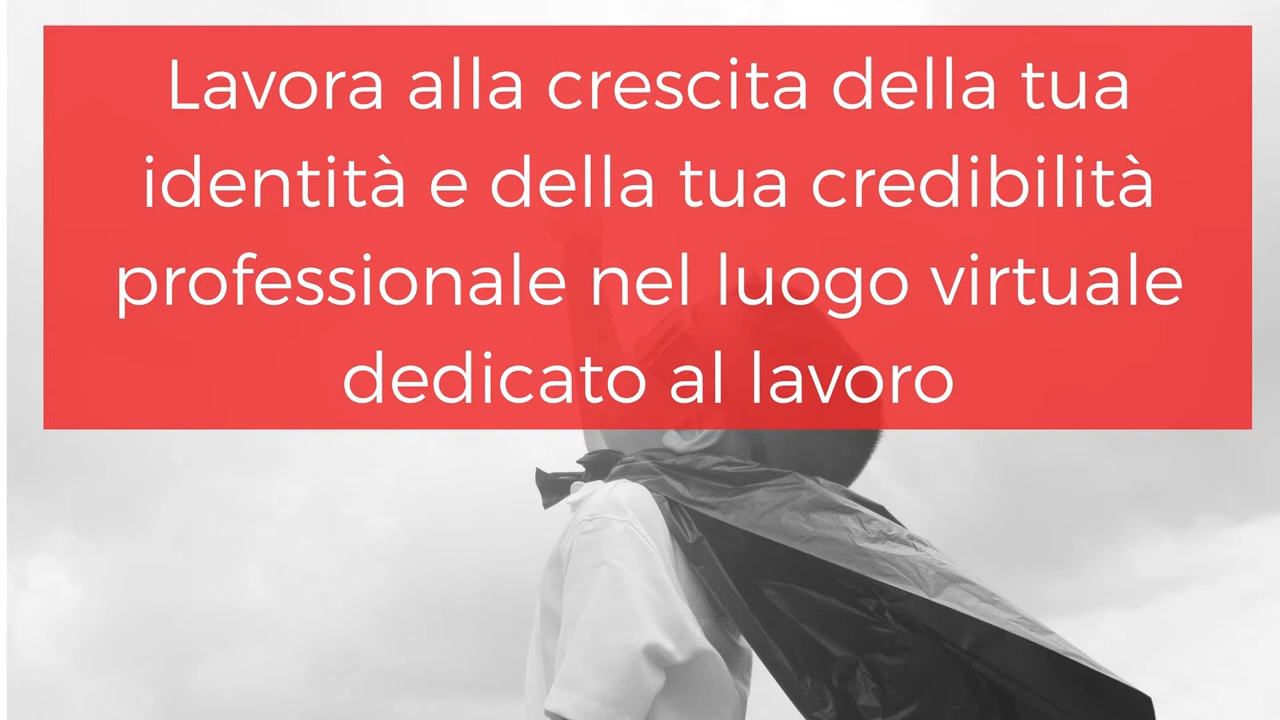 Lavora alla crescita della tua
identità e della tua credibilità
professionale nel luogo virtuale
dedicato al lavoro